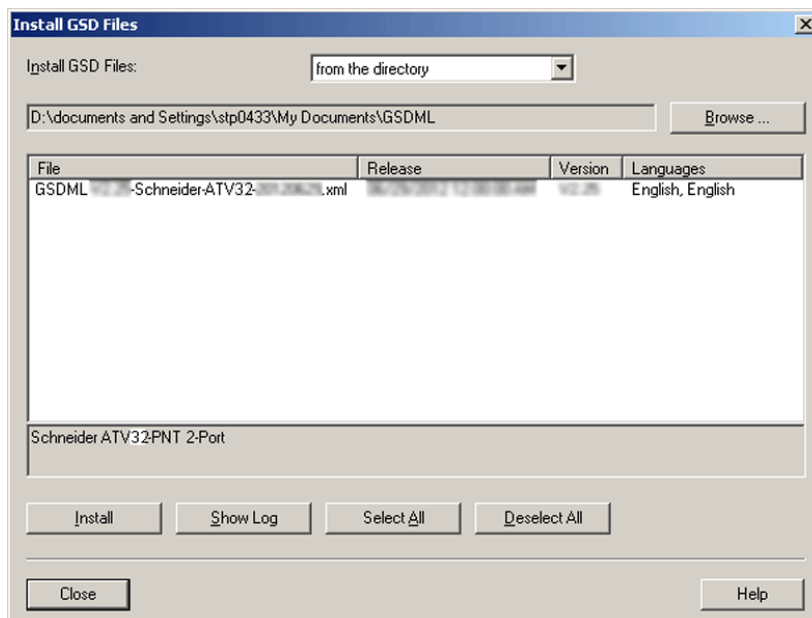 Install GSD Files
Install GSD Files:
from the directory
D:\documents and Settings\stp0433\My Documents\GSDML
Browse ...
File Release Version Languages
GSDML -Schneider-ATV32- .xml English, English
Schneider ATV32-PNT 2-Port
Install Show Log Select All Deselect All
Close Help